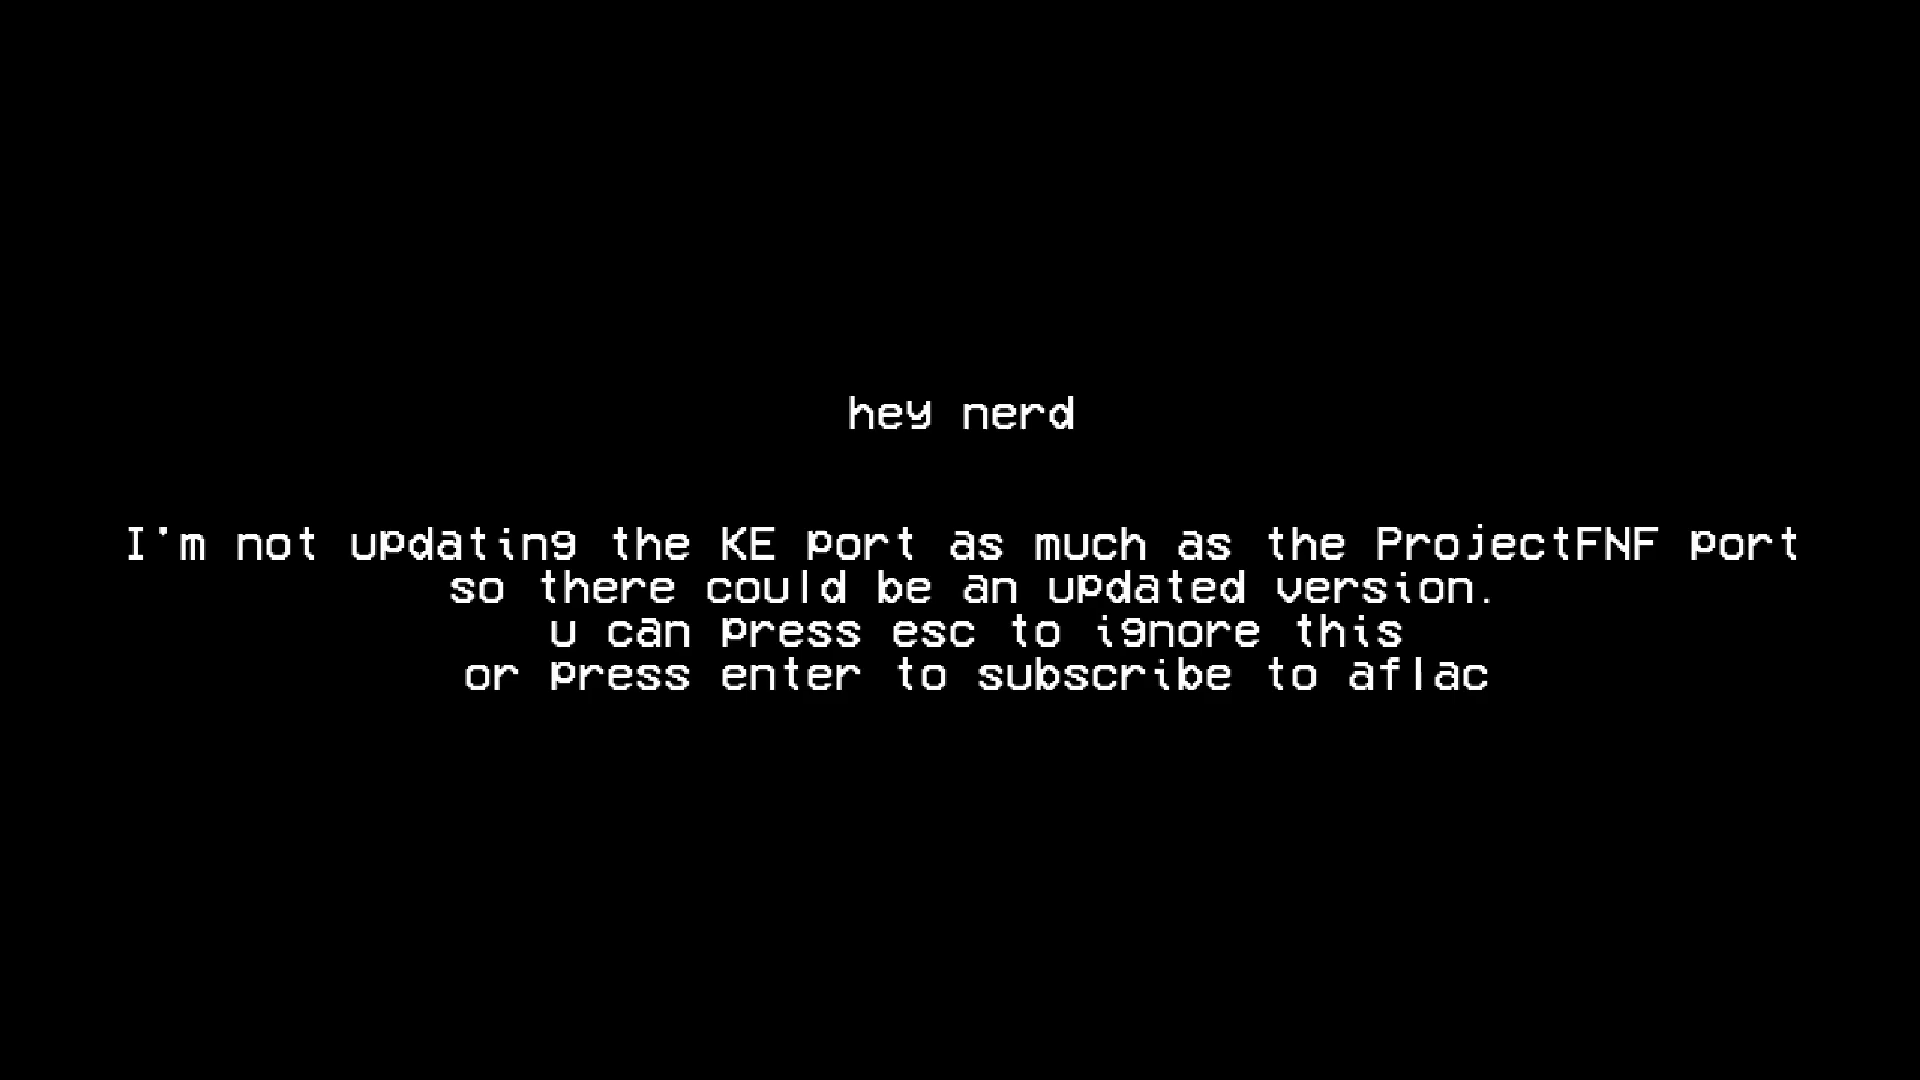 hey nerd
I'm not updating the KE port as much as the ProjectFNF port
so there could be an updated version.
u can press esc to ignore this
or press enter to subscribe to aflac